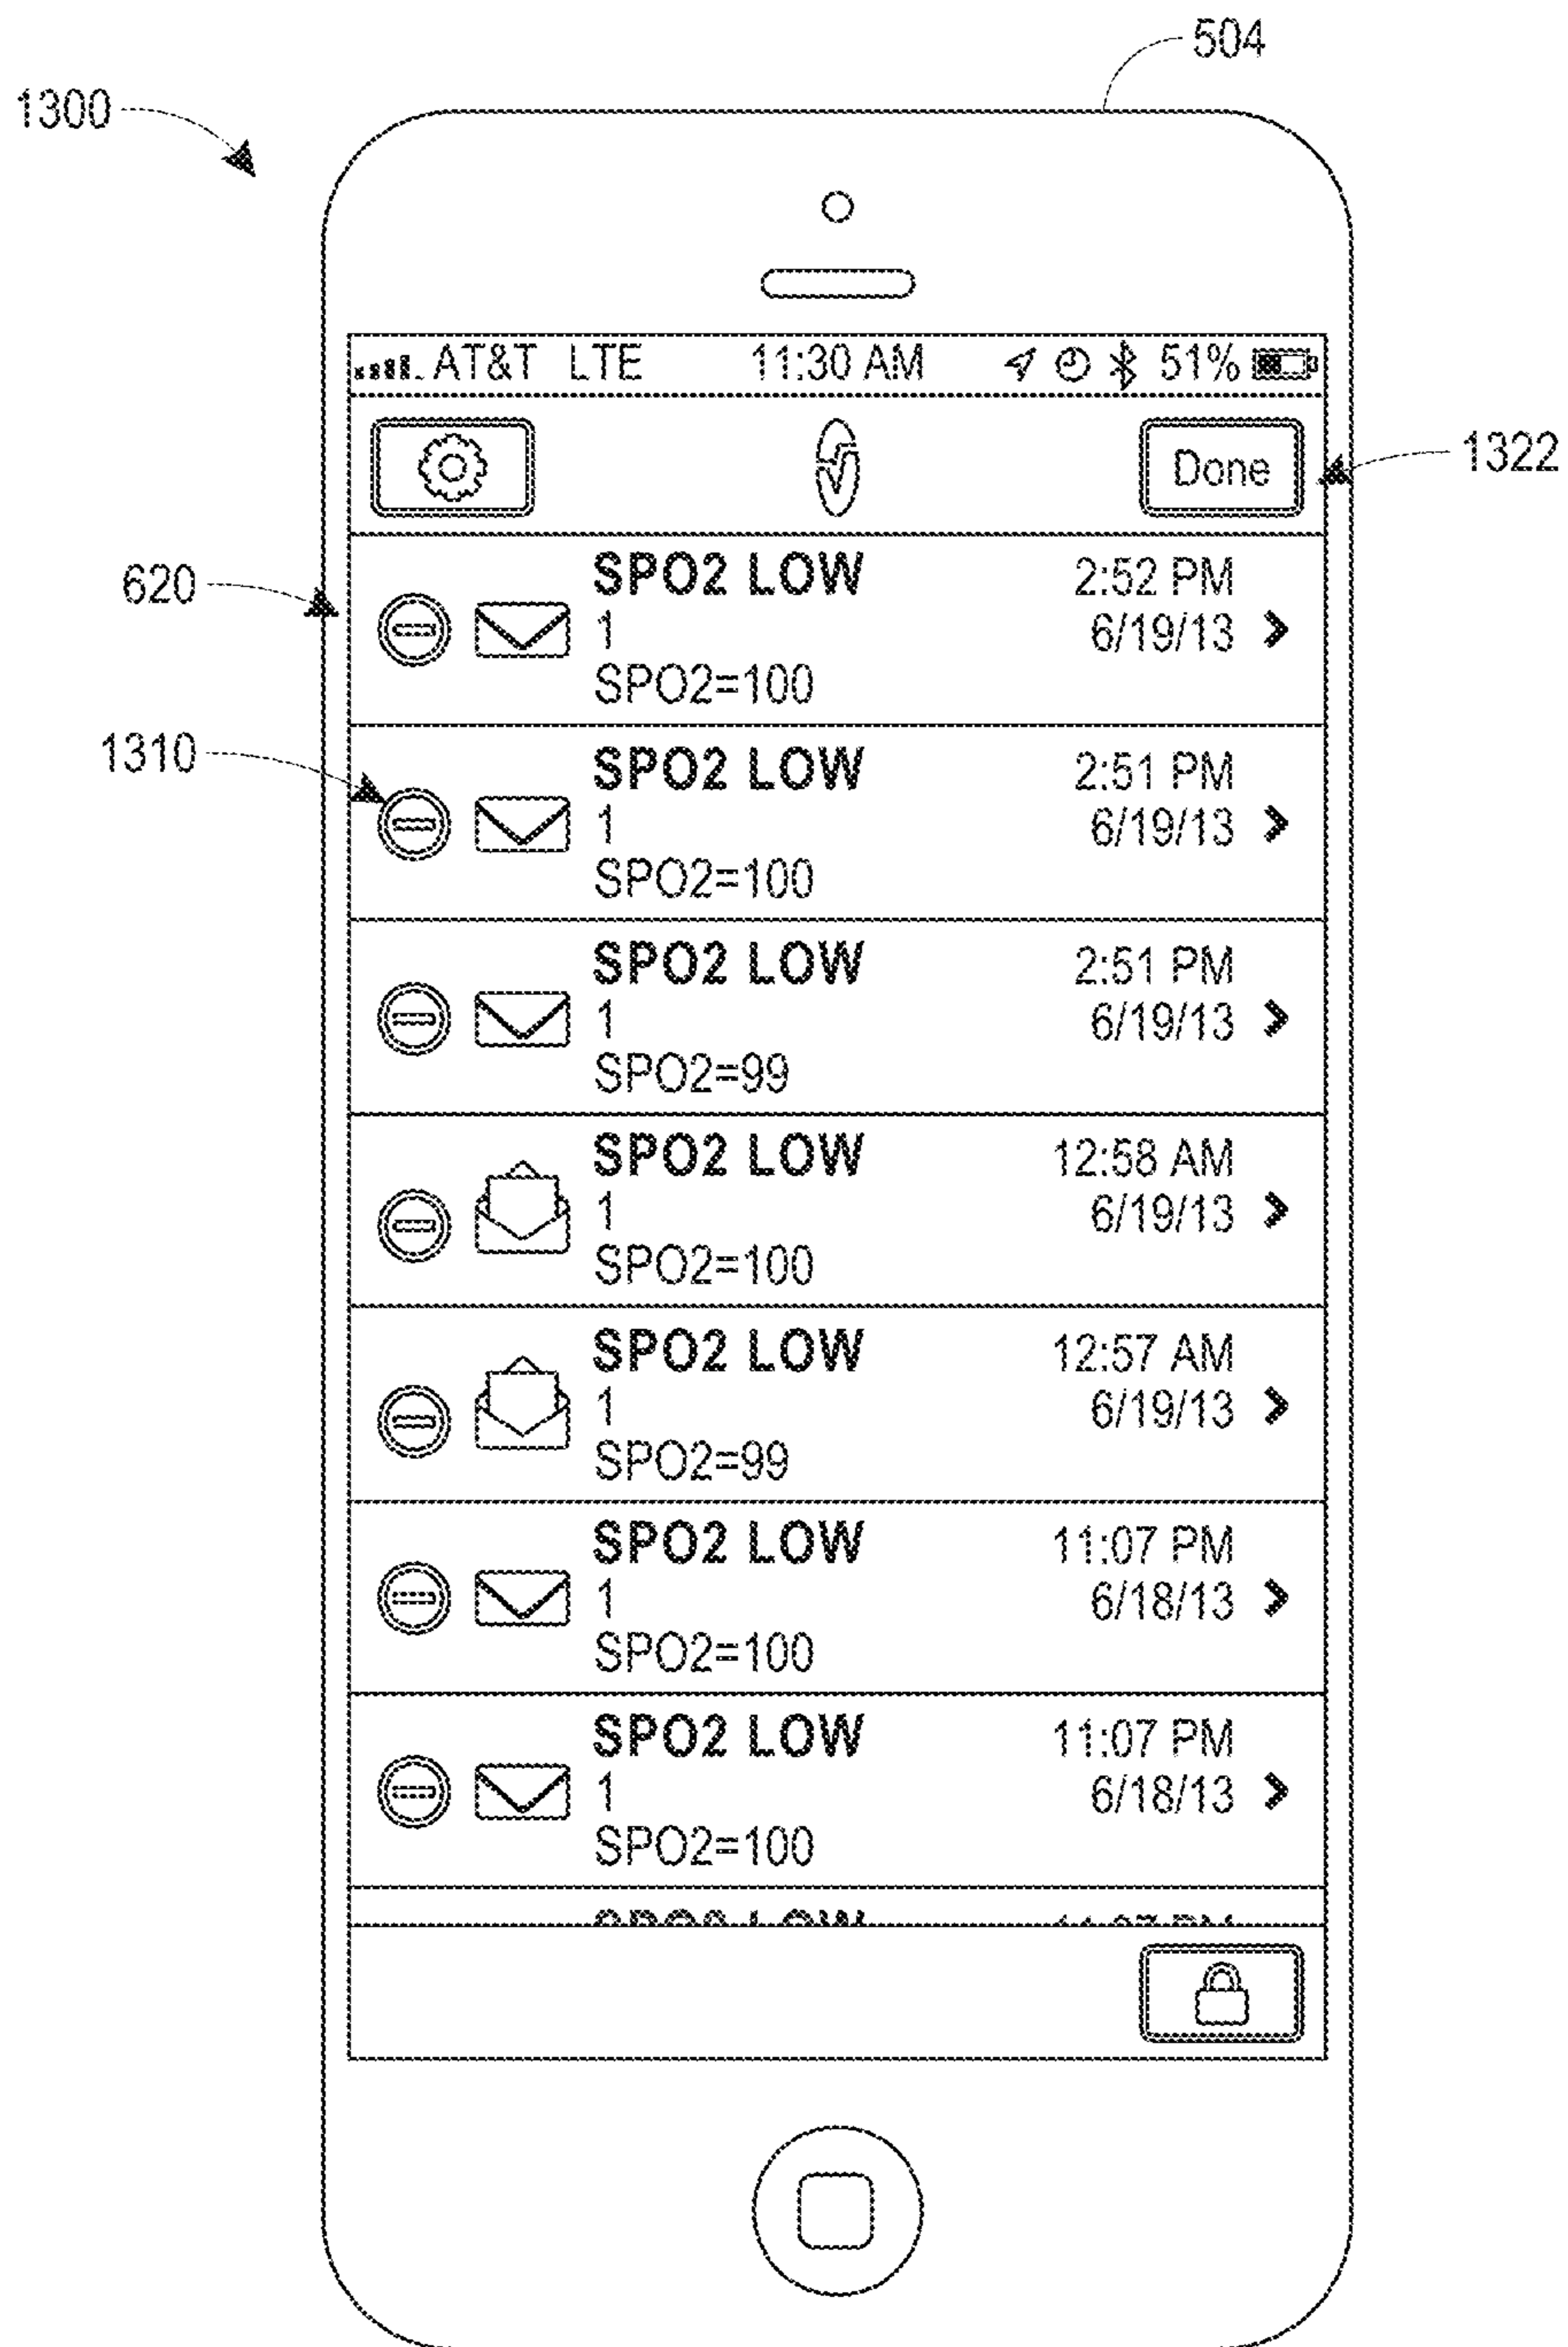 504
1300
AT&T LTE 11:30 AM 51%
Done
1322
620
SPO2 LOW 2:52 PM
1 6/19/13
SPO2=100
1310
SPO2 LOW 2:51 PM
1 6/19/13
SPO2=100
SPO2 LOW 2:51 PM
1 6/19/13
SPO2=99
SPO2 LOW 12:58 AM
1 6/19/13
SPO2=100
SPO2 LOW 12:57 AM
1 6/19/13
SPO2=99
SPO2 LOW 11:07 PM
1 6/18/13
SPO2=100
SPO2 LOW 11:07 PM
1 6/18/13
SPO2=100